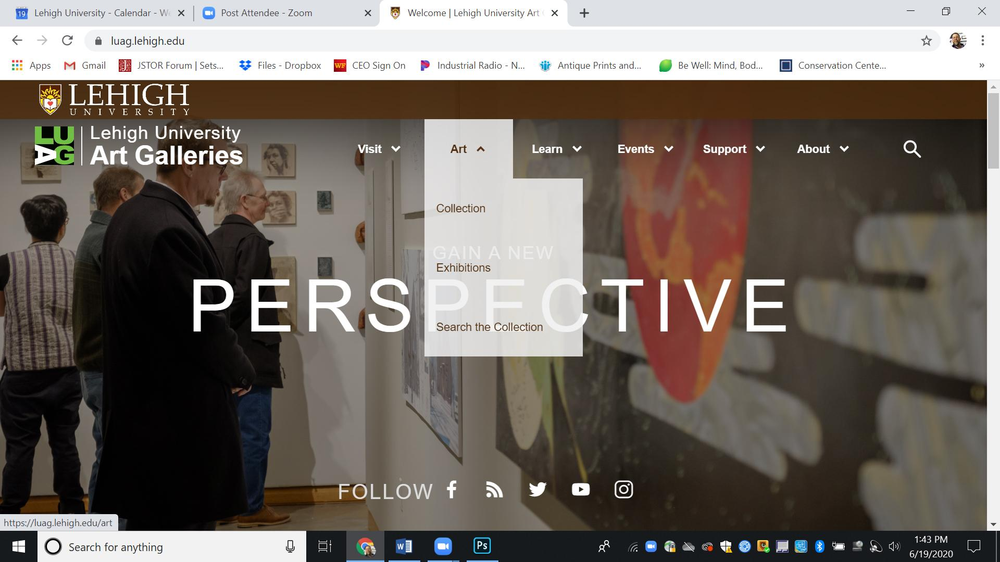 19 Lehigh University - Calendar - We
Post Attendee - Zoom
Welcome | Lehigh University Art
luag.lehigh.edu
Apps
Gmail
JSTOR Forum | Sets...
Files - Dropbox
WF CEO Sign On
Industrial Radio - N...
Antique Prints and...
Be Well: Mind, Bod...
Conservation Cente...
»
LEHIGH
UNIVERSITY
LU
AG
Lehigh University
Art Galleries
Visit
Art
Learn
Events
Support
About
Collection
GAIN A NEW
Exhibitions
PERSPECTIVE
Search the Collection
FOLLOW
https://luag.lehigh.edu/art
Search for anything
Ps
1:43 PM
6/19/2020